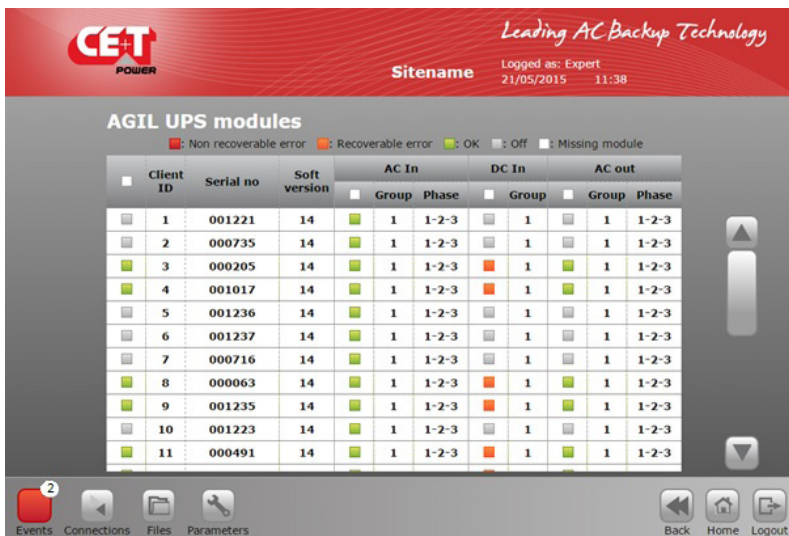 Leading AC Backup Technology
CE+T
POWER
Sitename
Logged as: Expert
21/05/2015 11:38
AGIL UPS modules
: Non recoverable error : Recoverable error : OK : Off : Missing module
Client ID Serial no Soft version AC In DC In AC out
Group Phase Group Group Phase
1 001221 14 1 1-2-3 1 1 1-2-3
2 000735 14 1 1-2-3 1 1 1-2-3
3 000205 14 1 1-2-3 1 1 1-2-3
4 001017 14 1 1-2-3 1 1 1-2-3
5 001236 14 1 1-2-3 1 1 1-2-3
6 001237 14 1 1-2-3 1 1 1-2-3
7 000716 14 1 1-2-3 1 1 1-2-3
8 000063 14 1 1-2-3 1 1 1-2-3
9 001235 14 1 1-2-3 1 1 1-2-3
10 001223 14 1 1-2-3 1 1 1-2-3
11 000491 14 1 1-2-3 1 1 1-2-3
2
Events Connections Files Parameters Back Home Logout